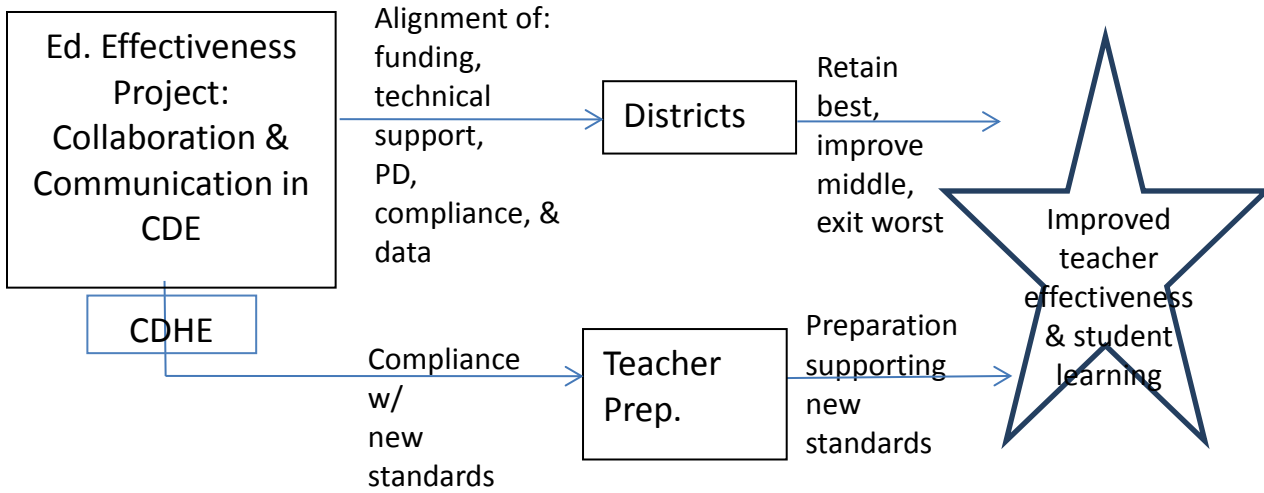 Ed. Effectiveness
Project:
Collaboration &
Communication in
CDE
CDHE
Alignment of:
funding,
technical
support,
PD,
compliance, &
data
Districts
Retain
best,
improve
middle,
exit worst
Compliance
w/
new
standards
Teacher
Prep.
Preparation
supporting
new
standards
Improved
teacher
effectiveness
& student
learning